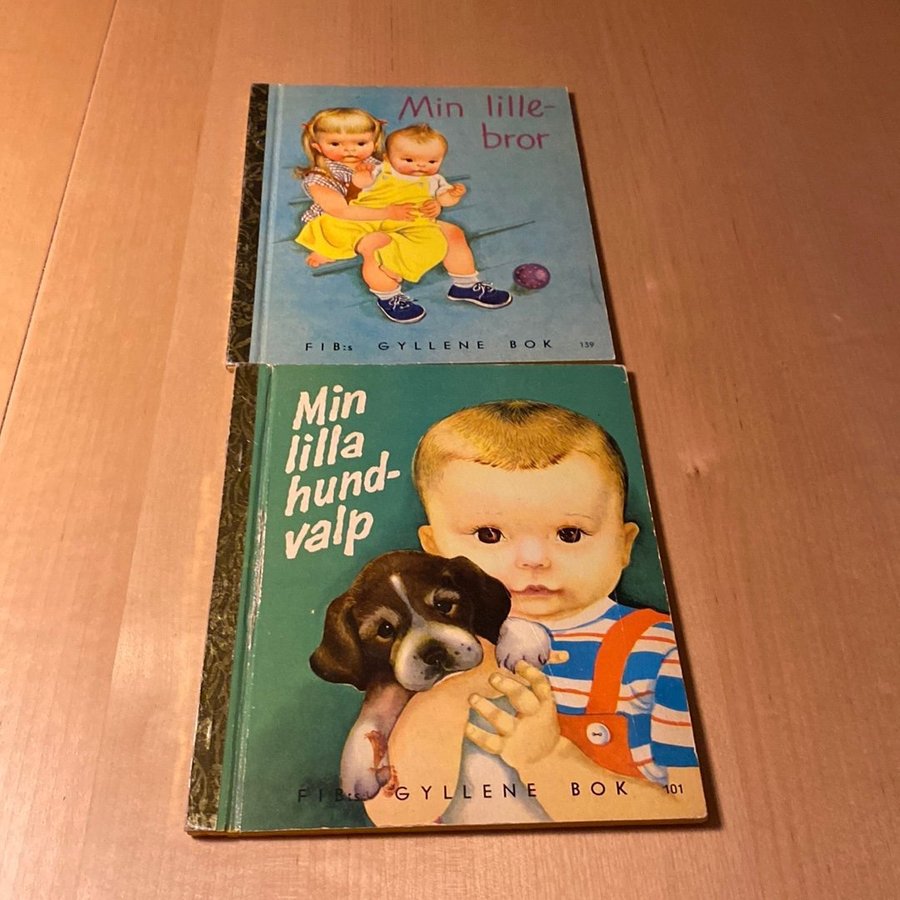 Min lille-
bror
FIB:s GYLLENE BOK 139
Min
lilla
hund-
valp
FIB:s GYLLENE BOK 101